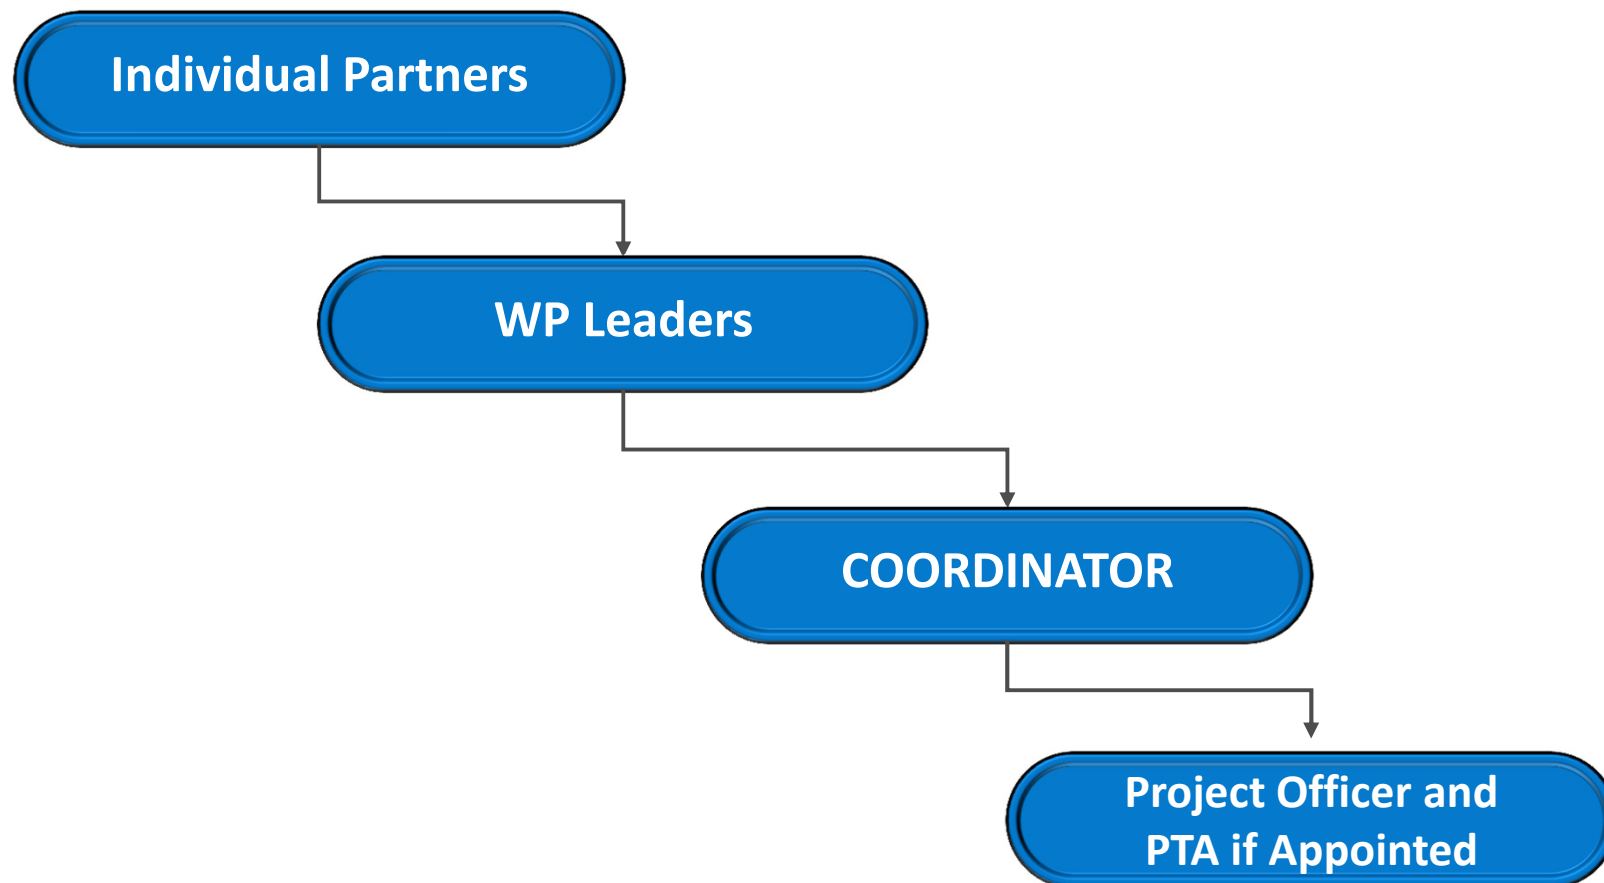 Individual Partners
WP Leaders
COORDINATOR
Project Officer and
PTA if Appointed